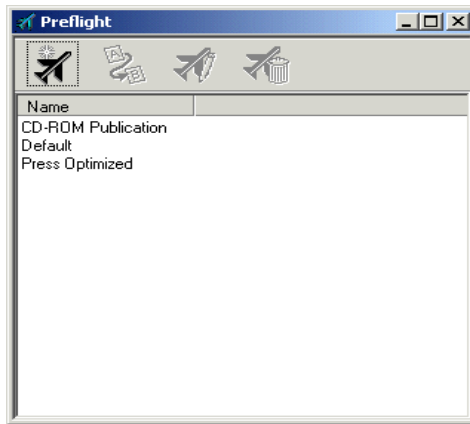 Preflight
A
B
Name
CD-ROM Publication
Default
Press Optimized